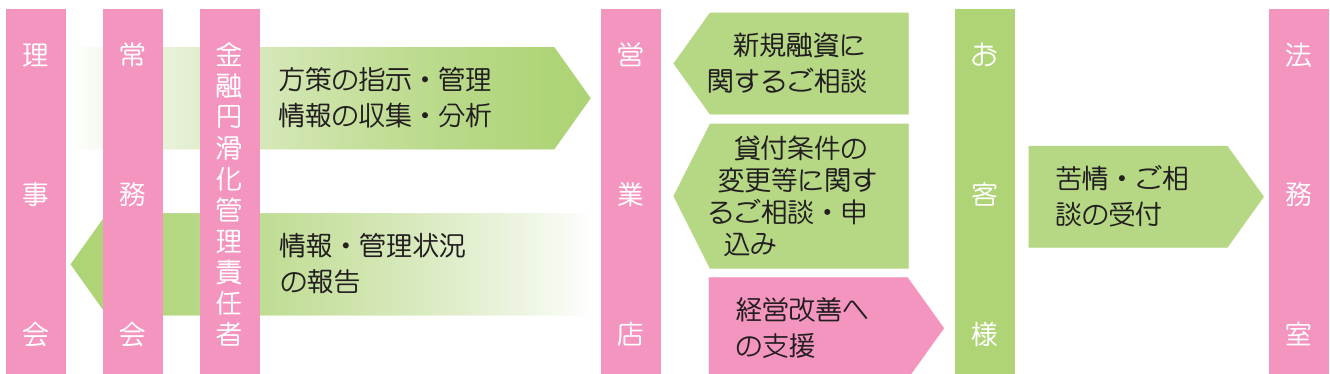 理事会
常務会
金融円滑化管理責任者
方策の指示・管理
情報の収集・分析
情報・管理状況
の報告
営業店
新規融資に
関するご相談
貸付条件の
変更等に関す
るご相談・申
込み
経営改善へ
の支援
お客様
苦情・ご相
談の受付
法務室